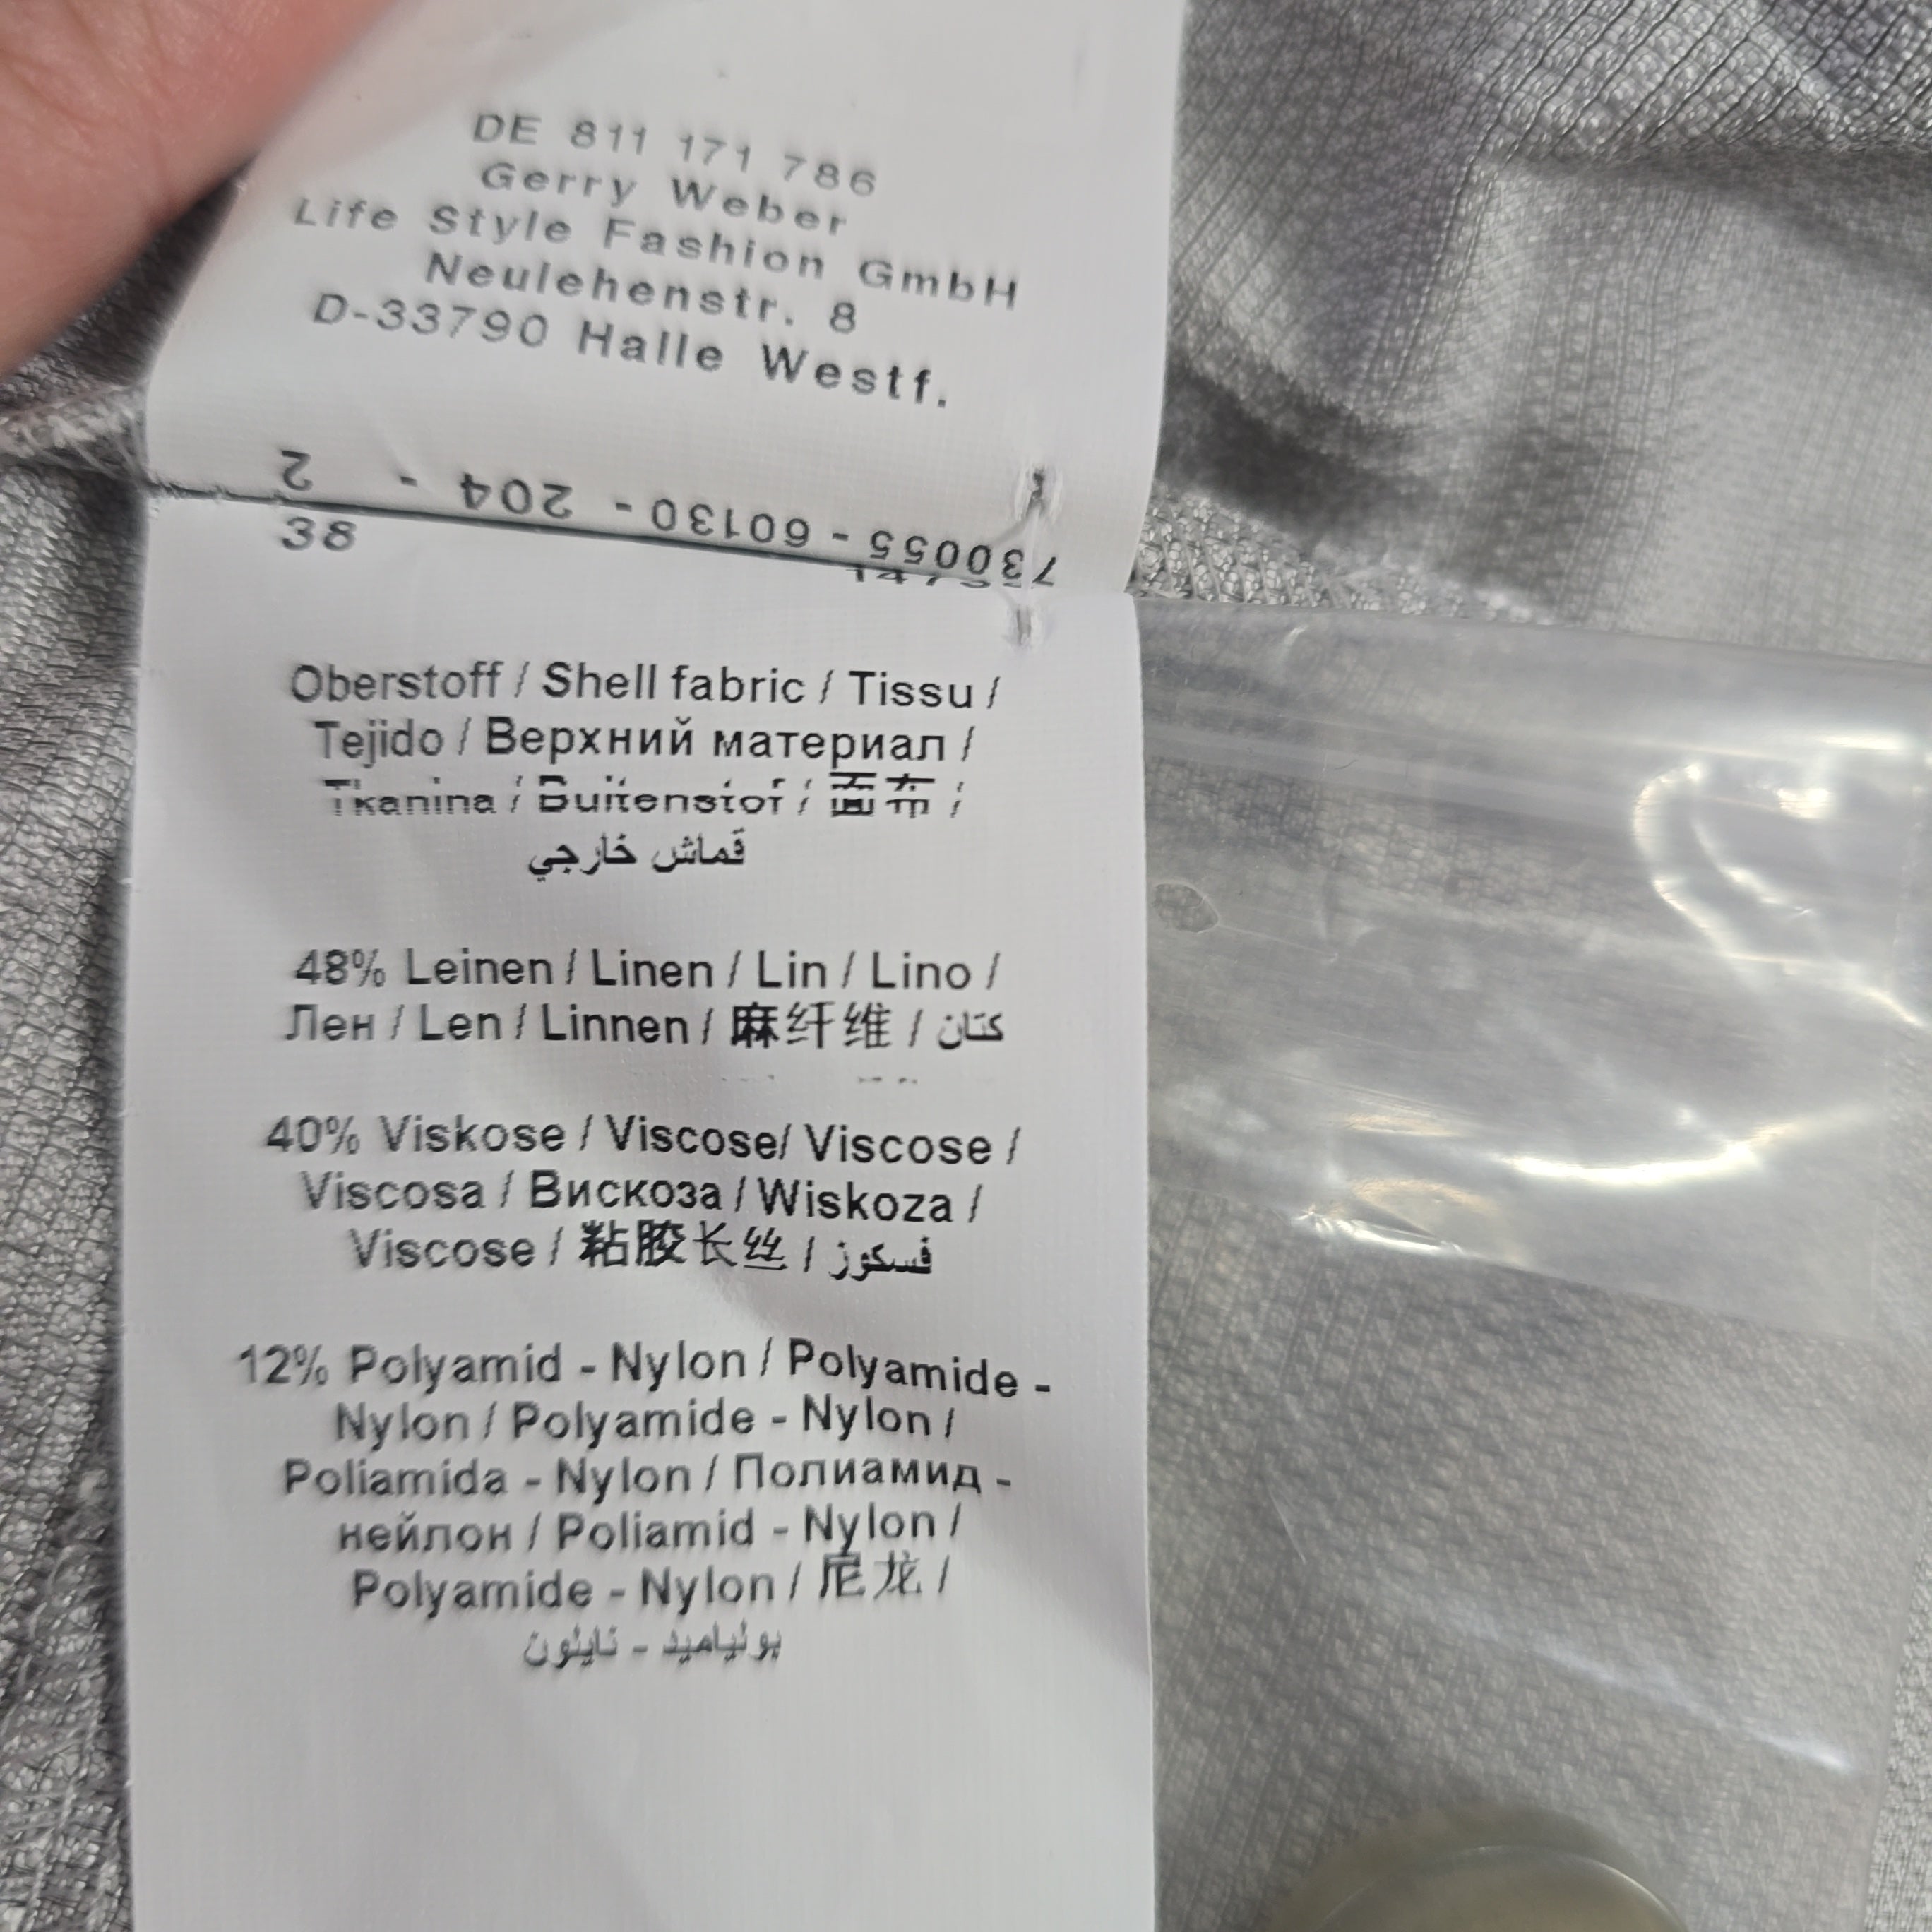 DE 811 171 786
Gerry Weber
Life Style Fashion GmbH
Neulehenstr. 8
D-33790 Halle Westf.
730055 - 60130 - 204 - 2
38
Oberstoff / Shell fabric / Tissu /
Tejido / Верхний материал /
Tkanina / Buitenstof / 面布 /
قماش خارجي
48% Leinen / Linen / Lin / Lino /
Лен / Len / Linnen / 麻纤维 / كتان
40% Viskose / Viscose/ Viscose /
Viscosa / Вискоза / Wiskoza /
Viscose / 粘胶长丝 / فسكوز
12% Polyamid - Nylon / Polyamide -
Nylon / Polyamide - Nylon /
Poliamida - Nylon / Полиамид -
нейлон / Poliamid - Nylon /
Polyamide - Nylon / 尼龙 /
بولياميد - نايلون